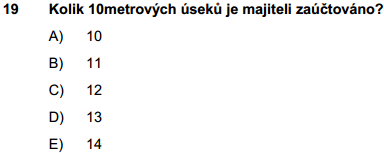 19 Kolik 10metrových úseků je majiteli zaúčtováno?
A) 10
B) 11
C) 12
D) 13
E) 14